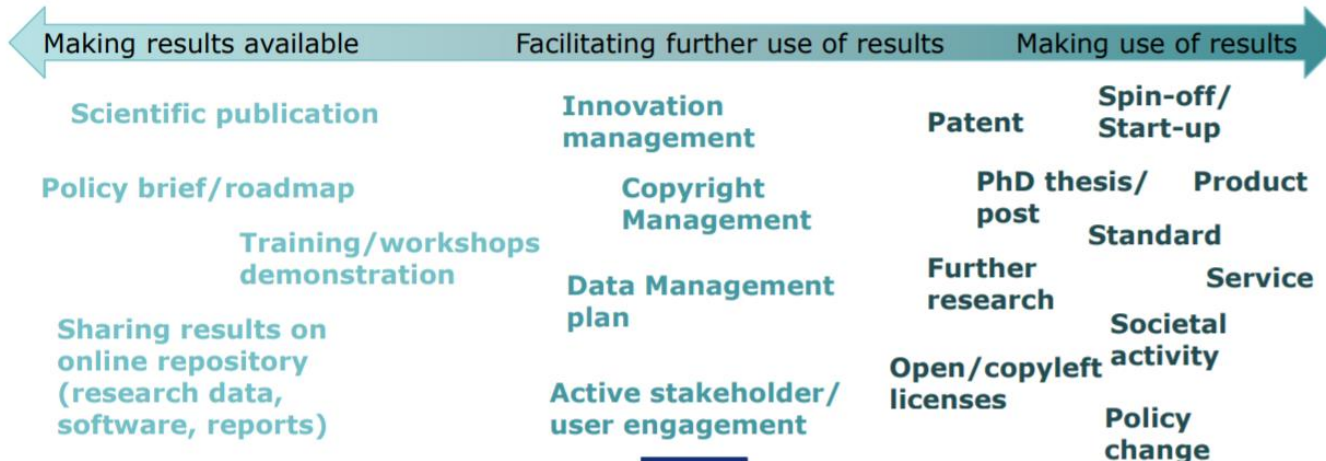 Making results available
Facilitating further use of results
Making use of results
Scientific publication
Policy brief/roadmap
Training/workshops
demonstration
Sharing results on
online repository
(research data,
software, reports)
Innovation
management
Copyright
Management
Data Management
plan
Active stakeholder/
user engagement
Patent
Spin-off/
Start-up
PhD thesis/
post
Product
Standard
Further
research
Service
Societal
activity
Open/copyleft
licenses
Policy
change